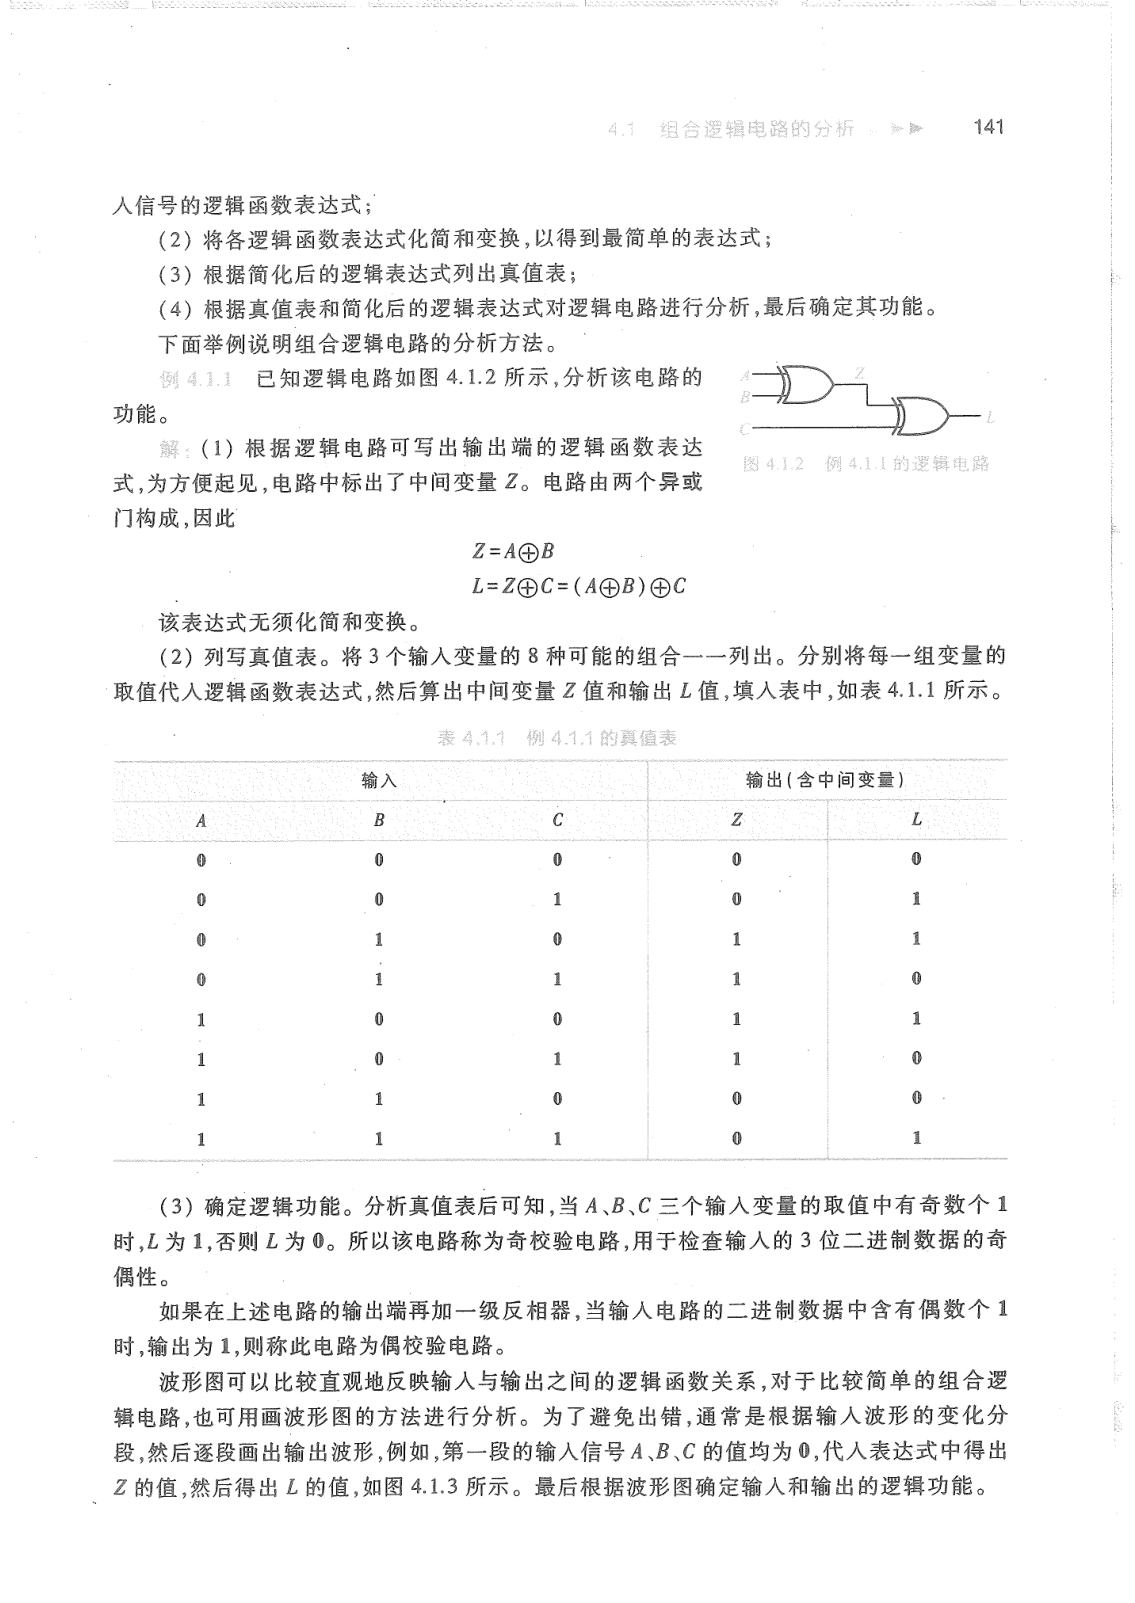 4.1 组合逻辑电路的分析 141
入信号的逻辑函数表达式;
(2) 将各逻辑函数表达式化简和变换,以得到最简单的表达式;
(3) 根据简化后的逻辑表达式列出真值表;
(4) 根据真值表和简化后的逻辑表达式对逻辑电路进行分析,最后确定其功能。
下面举例说明组合逻辑电路的分析方法。
例 4.1.1 已知逻辑电路如图 4.1.2 所示,分析该电路的
功能。
解:(1) 根据逻辑电路可写出输出端的逻辑函数表达
式,为方便起见,电路中标出了中间变量 Z。电路由两个异或
门构成,因此
A
B
C
Z
L
图 4.1.2 例 4.1.1 的逻辑电路
Z=A⊕B
L=Z⊕C=(A⊕B)⊕C
该表达式无须化简和变换。
(2) 列写真值表。将 3 个输入变量的 8 种可能的组合一一列出。分别将每一组变量的
取值代入逻辑函数表达式,然后算出中间变量 Z 值和输出 L 值,填入表中,如表 4.1.1 所示。
表 4.1.1 例 4.1.1 的真值表
输入 输出(含中间变量)
A B C Z L
0 0 0 0 0
0 0 1 0 1
0 1 0 1 1
0 1 1 1 0
1 0 0 1 1
1 0 1 1 0
1 1 0 0 0
1 1 1 0 1
(3) 确定逻辑功能。分析真值表后可知,当 A、B、C 三个输入变量的取值中有奇数个 1
时,L 为 1,否则 L 为 0。所以该电路称为奇校验电路,用于检查输入的 3 位二进制数据的奇
偶性。
如果在上述电路的输出端再加一级反相器,当输入电路的二进制数据中含有偶数个 1
时,输出为 1,则称此电路为偶校验电路。
波形图可以比较直观地反映输入与输出之间的逻辑函数关系,对于比较简单的组合逻
辑电路,也可用画波形图的方法进行分析。为了避免出错,通常是根据输入波形的变化分
段,然后逐段画出输出波形,例如,第一段的输入信号 A、B、C 的值均为 0,代入表达式中得出
Z 的值,然后得出 L 的值,如图 4.1.3 所示。最后根据波形图确定输入和输出的逻辑功能。